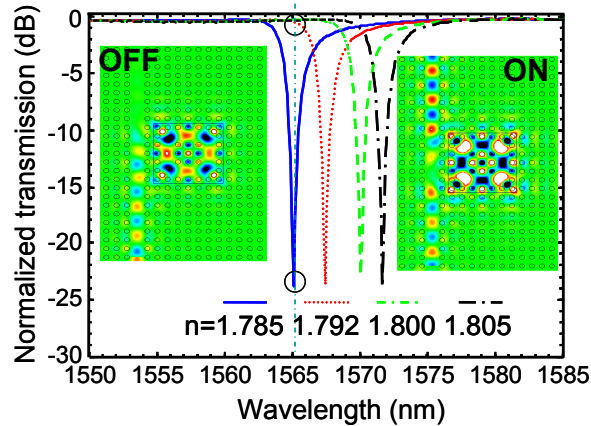 Normalized transmission (dB)
0
-5
-10
-15
-20
-25
-30
OFF
ON
n=1.785 1.792 1.800 1.805
1550 1555 1560 1565 1570 1575 1580 1585
Wavelength (nm)